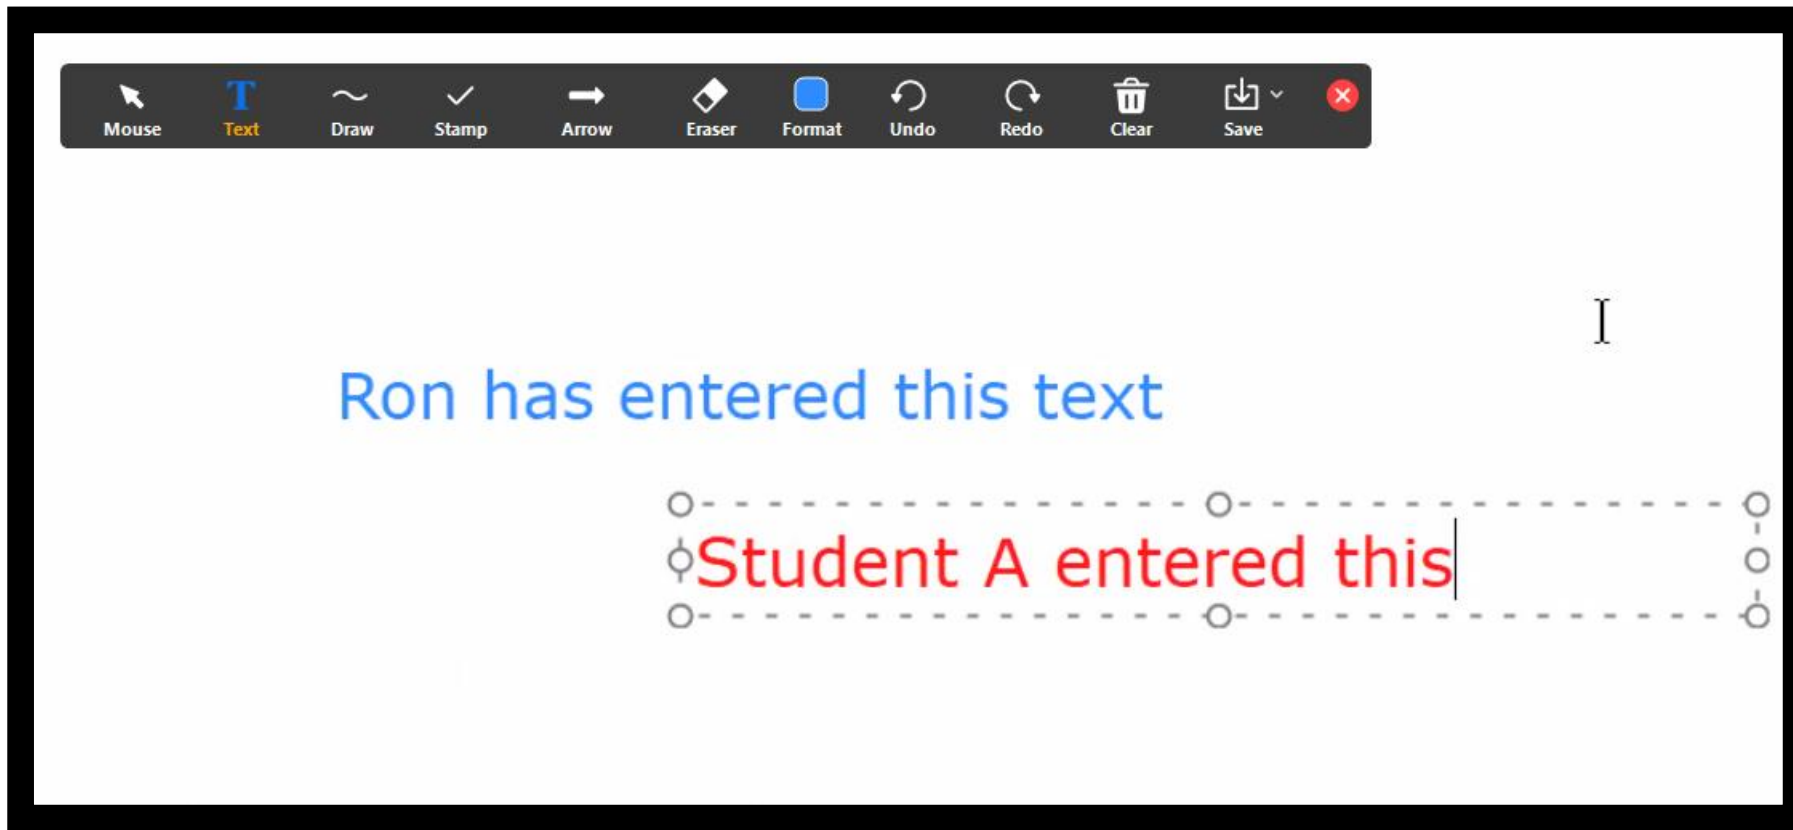 Mouse Text Draw Stamp Arrow Eraser Format Undo Redo Clear Save
Ron has entered this text
Student A entered this